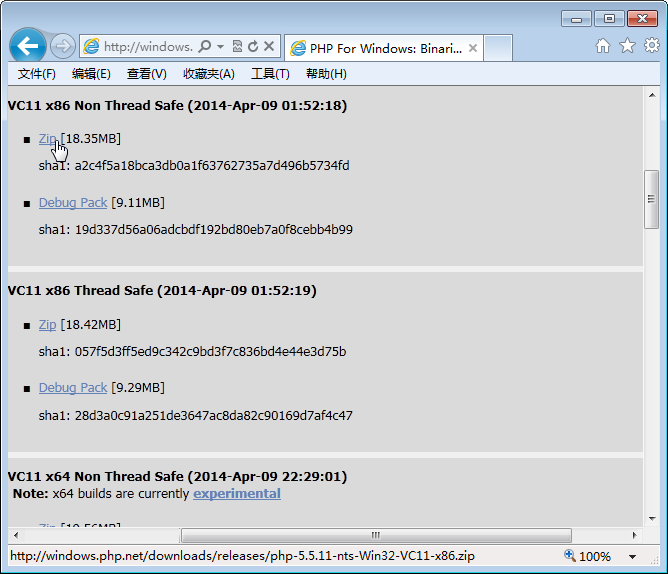 http://windows.
PHP For Windows: Binari...
文件(F) 编辑(E) 查看(V) 收藏夹(A) 工具(T) 帮助(H)
VC11 x86 Non Thread Safe (2014-Apr-09 01:52:18)
Zip [18.35MB]
sha1: a2c4f5a18bca3db0a1f63762735a7d496b5734fd
Debug Pack [9.11MB]
sha1: 19d337d56a06adcbdf192bd80eb7a0f8cebb4b99
VC11 x86 Thread Safe (2014-Apr-09 01:52:19)
Zip [18.42MB]
sha1: 057f5d3ff5ed9c342c9bd3f7c836bd4e44e3d75b
Debug Pack [9.29MB]
sha1: 28d3a0c91a251de3647ac8da82c90169d7af4c47
VC11 x64 Non Thread Safe (2014-Apr-09 22:29:01)
Note: x64 builds are currently experimental
http://windows.php.net/downloads/releases/php-5.5.11-nts-Win32-VC11-x86.zip
100%